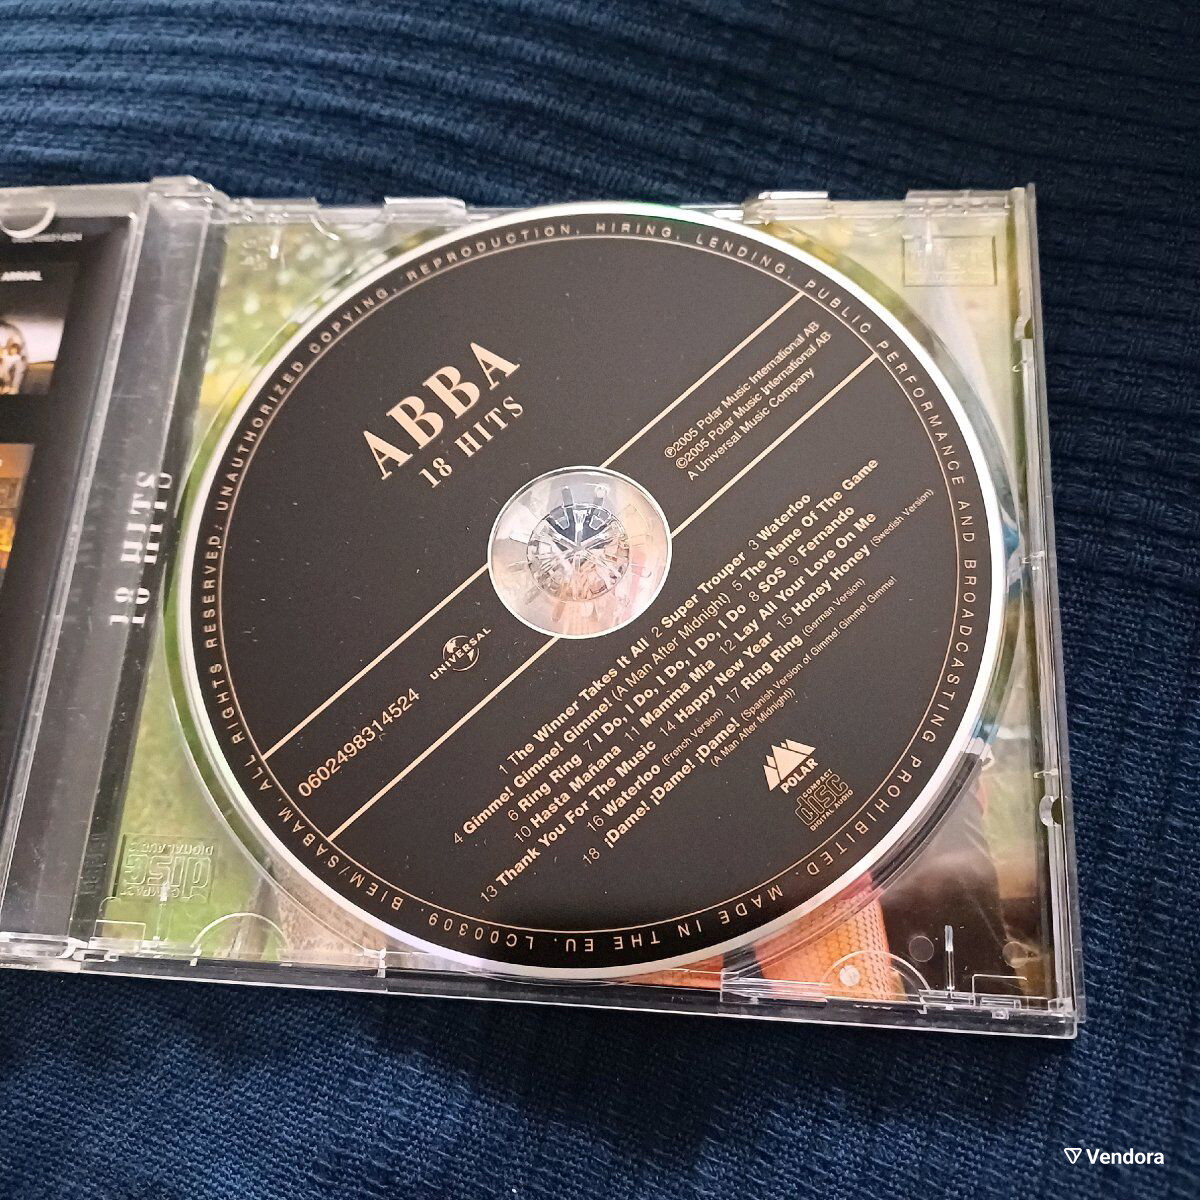 ABBA
18 HITS
℗2005 Polar Music International AB
©2005 Polar Music International AB
A Universal Music Company
UNIVERSAL
0602498314524
1 The Winner Takes It All 2 Super Trouper 3 Waterloo
4 Gimme! Gimme! Gimme! (A Man After Midnight) 5 The Name Of The Game
6 Ring Ring 7 I Do, I Do, I Do, I Do, I Do 8 SOS 9 Fernando
10 Hasta Mañana 11 Mamma Mia 12 Lay All Your Love On Me
13 Thank You For The Music 14 Happy New Year 15 Honey Honey (Swedish Version)
16 Waterloo (French Version) 17 Ring Ring (German Version)
18 ¡Dame! ¡Dame! ¡Dame! (Spanish Version of Gimme! Gimme! Gimme!
(A Man After Midnight))
POLAR
COMPACT
disc
DIGITAL AUDIO
ALL RIGHTS RESERVED; UNAUTHORIZED COPYING, REPRODUCTION, HIRING, LENDING, PUBLIC PERFORMANCE AND BROADCASTING PROHIBITED. MADE IN THE EU. LC00309. BIEM/SABAM.
18 HITS
ARRIVAL
COMPACT
disc
DIGITAL AUDIO
Vendora